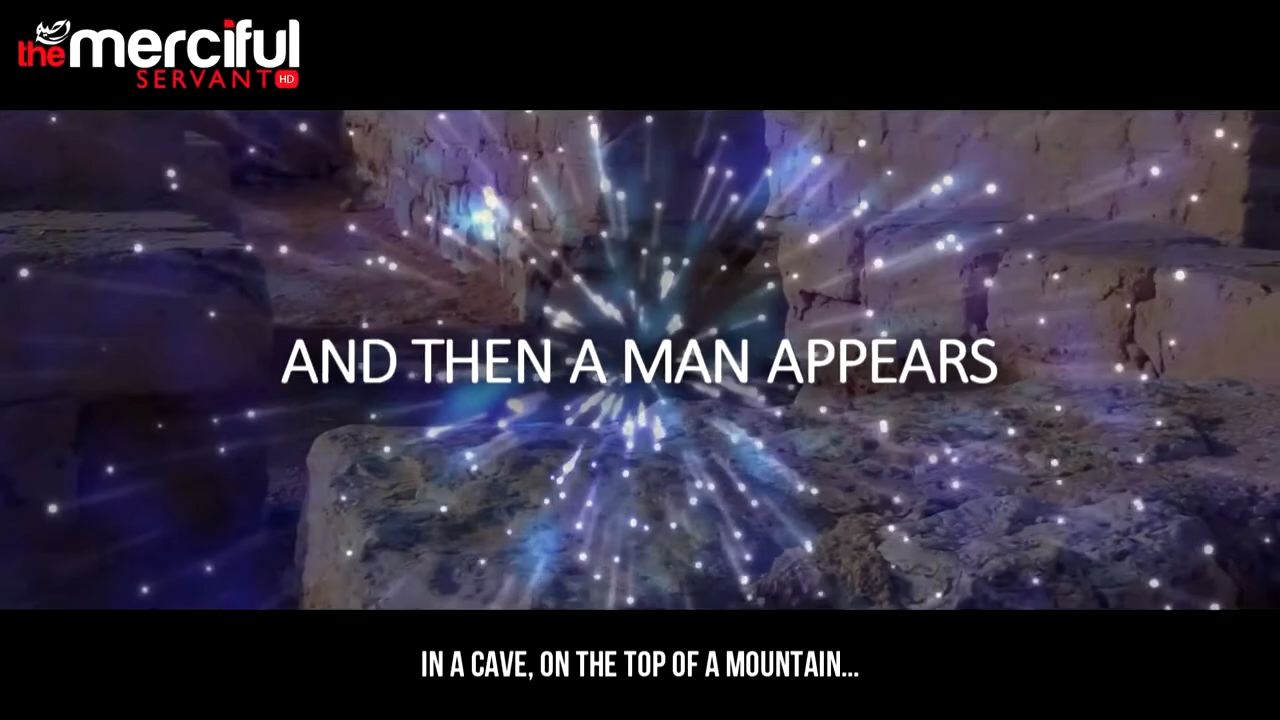 the merciful
SERVANT HD
AND THEN A MAN APPEARS
IN A CAVE, ON THE TOP OF A MOUNTAIN...